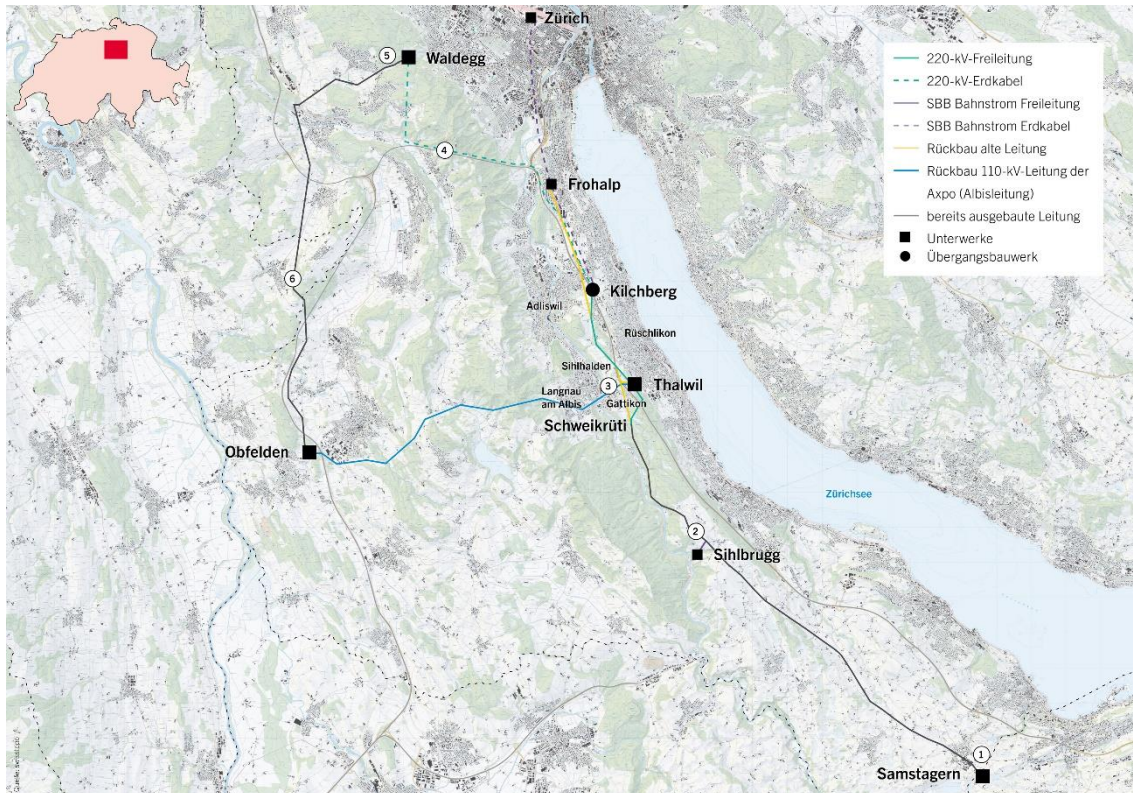 Zürich
5
Waldegg
4
Frohalp
6
Kilchberg
Adliswil
Rüschlikon
Sihlhalden
3
Thalwil
Langnau
am Albis
Gattikon
Schweikrüti
Obfelden
Zürichsee
2
Sihlbrugg
1
Samstagern
220-kV-Freileitung
220-kV-Erdkabel
SBB Bahnstrom Freileitung
SBB Bahnstrom Erdkabel
Rückbau alte Leitung
Rückbau 110-kV-Leitung der
Axpo (Albisleitung)
bereits ausgebaute Leitung
Unterwerke
Übergangsbauwerk